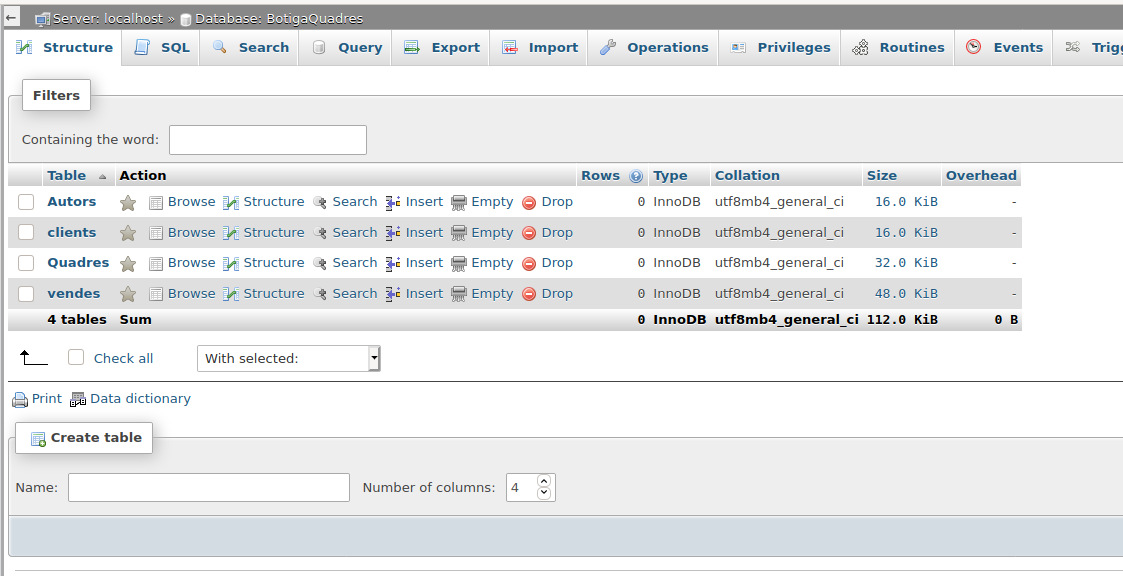 Server: localhost » Database: BotigaQuadres
Structure SQL Search Query Export Import Operations Privileges Routines Events Trigg
Filters
Containing the word:
Table Action Rows Type Collation Size Overhead
Autors Browse Structure Search Insert Empty Drop 0 InnoDB utf8mb4_general_ci 16.0 KiB -
clients Browse Structure Search Insert Empty Drop 0 InnoDB utf8mb4_general_ci 16.0 KiB -
Quadres Browse Structure Search Insert Empty Drop 0 InnoDB utf8mb4_general_ci 32.0 KiB -
vendes Browse Structure Search Insert Empty Drop 0 InnoDB utf8mb4_general_ci 48.0 KiB -
4 tables Sum 0 InnoDB utf8mb4_general_ci 112.0 KiB 0 B
Check all With selected:
Print Data dictionary
Create table
Name: Number of columns: 4